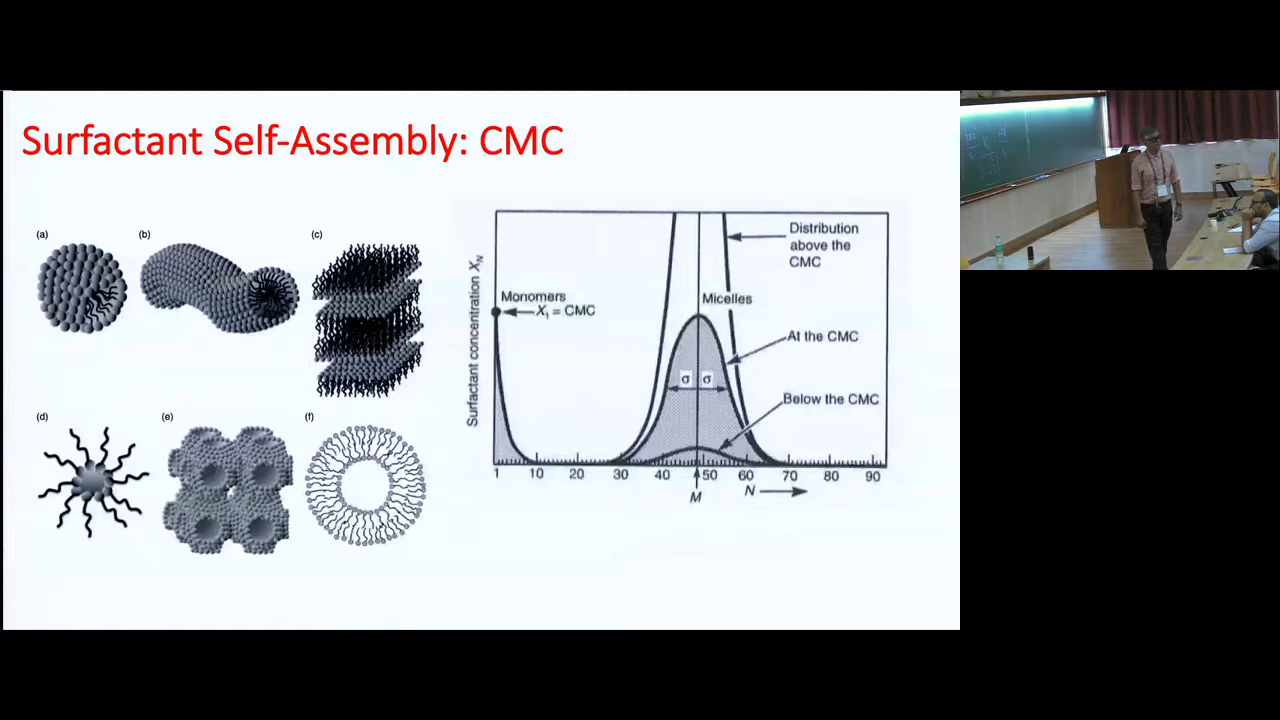 Surfactant Self-Assembly: CMC
(a)
(b)
(c)
(d)
(e)
(f)
Surfactant concentration X_N
Monomers
X₁ = CMC
Micelles
Distribution
above the
CMC
At the CMC
σ σ
Below the CMC
1 10 20 30 40 50 60 70 80 90
M
N